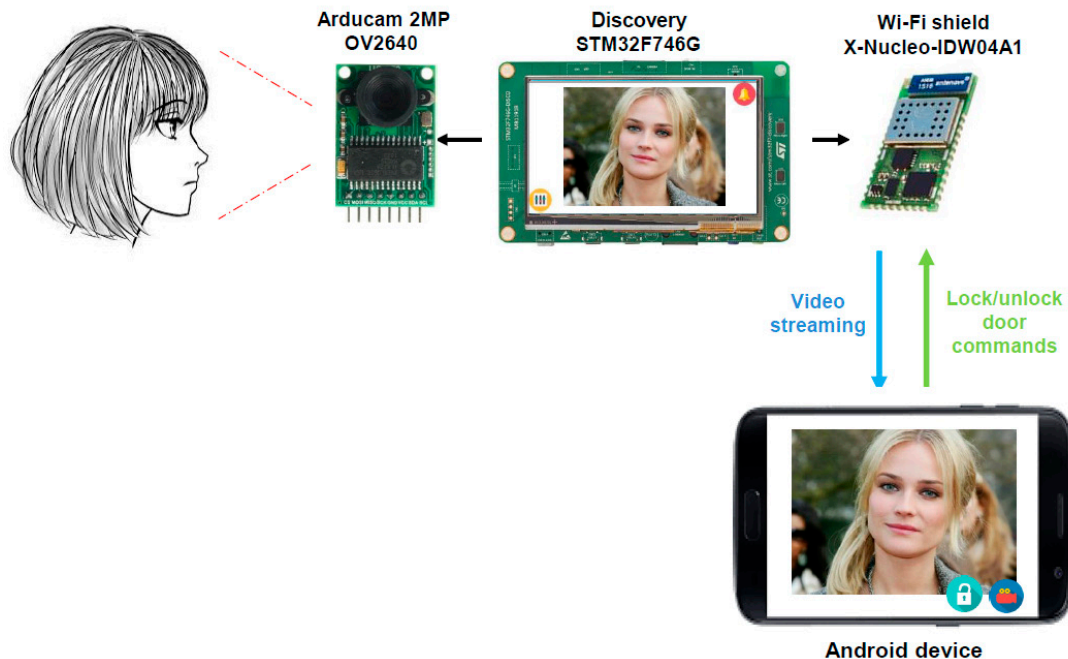 Arducam 2MP
OV2640
Discovery
STM32F746G
Wi-Fi shield
X-Nucleo-IDW04A1
Video
streaming
Lock/unlock
door
commands
Android device